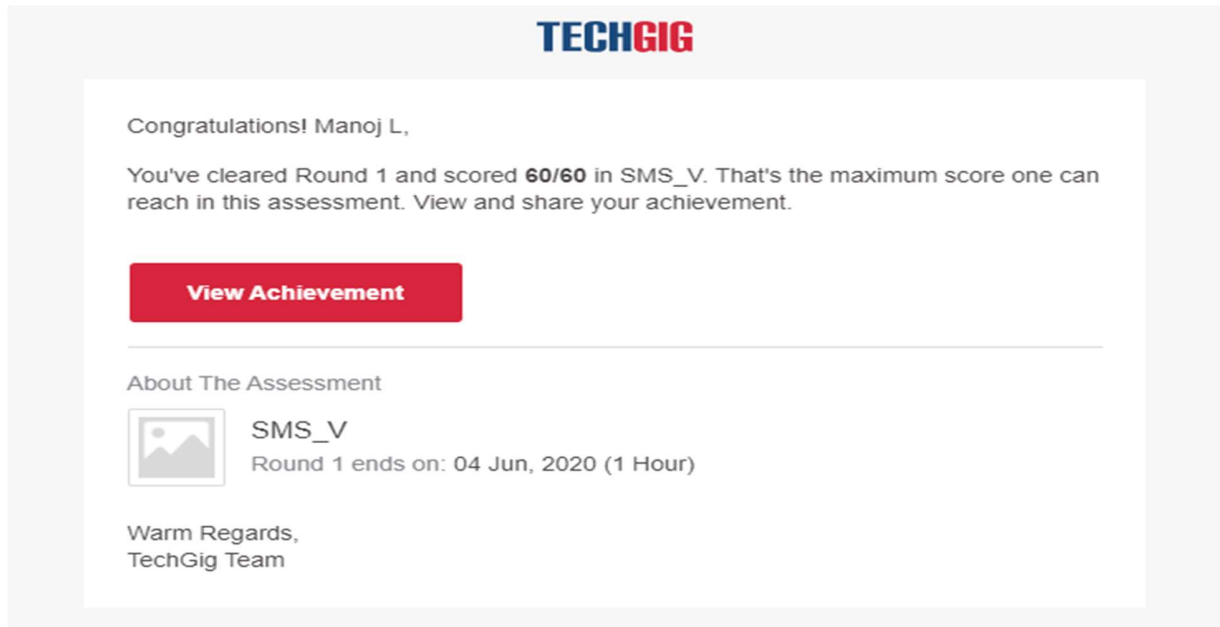 TECHGIG
Congratulations! Manoj L,
You've cleared Round 1 and scored 60/60 in SMS_V. That's the maximum score one can
reach in this assessment. View and share your achievement.
View Achievement
About The Assessment
SMS_V
Round 1 ends on: 04 Jun, 2020 (1 Hour)
Warm Regards,
TechGig Team